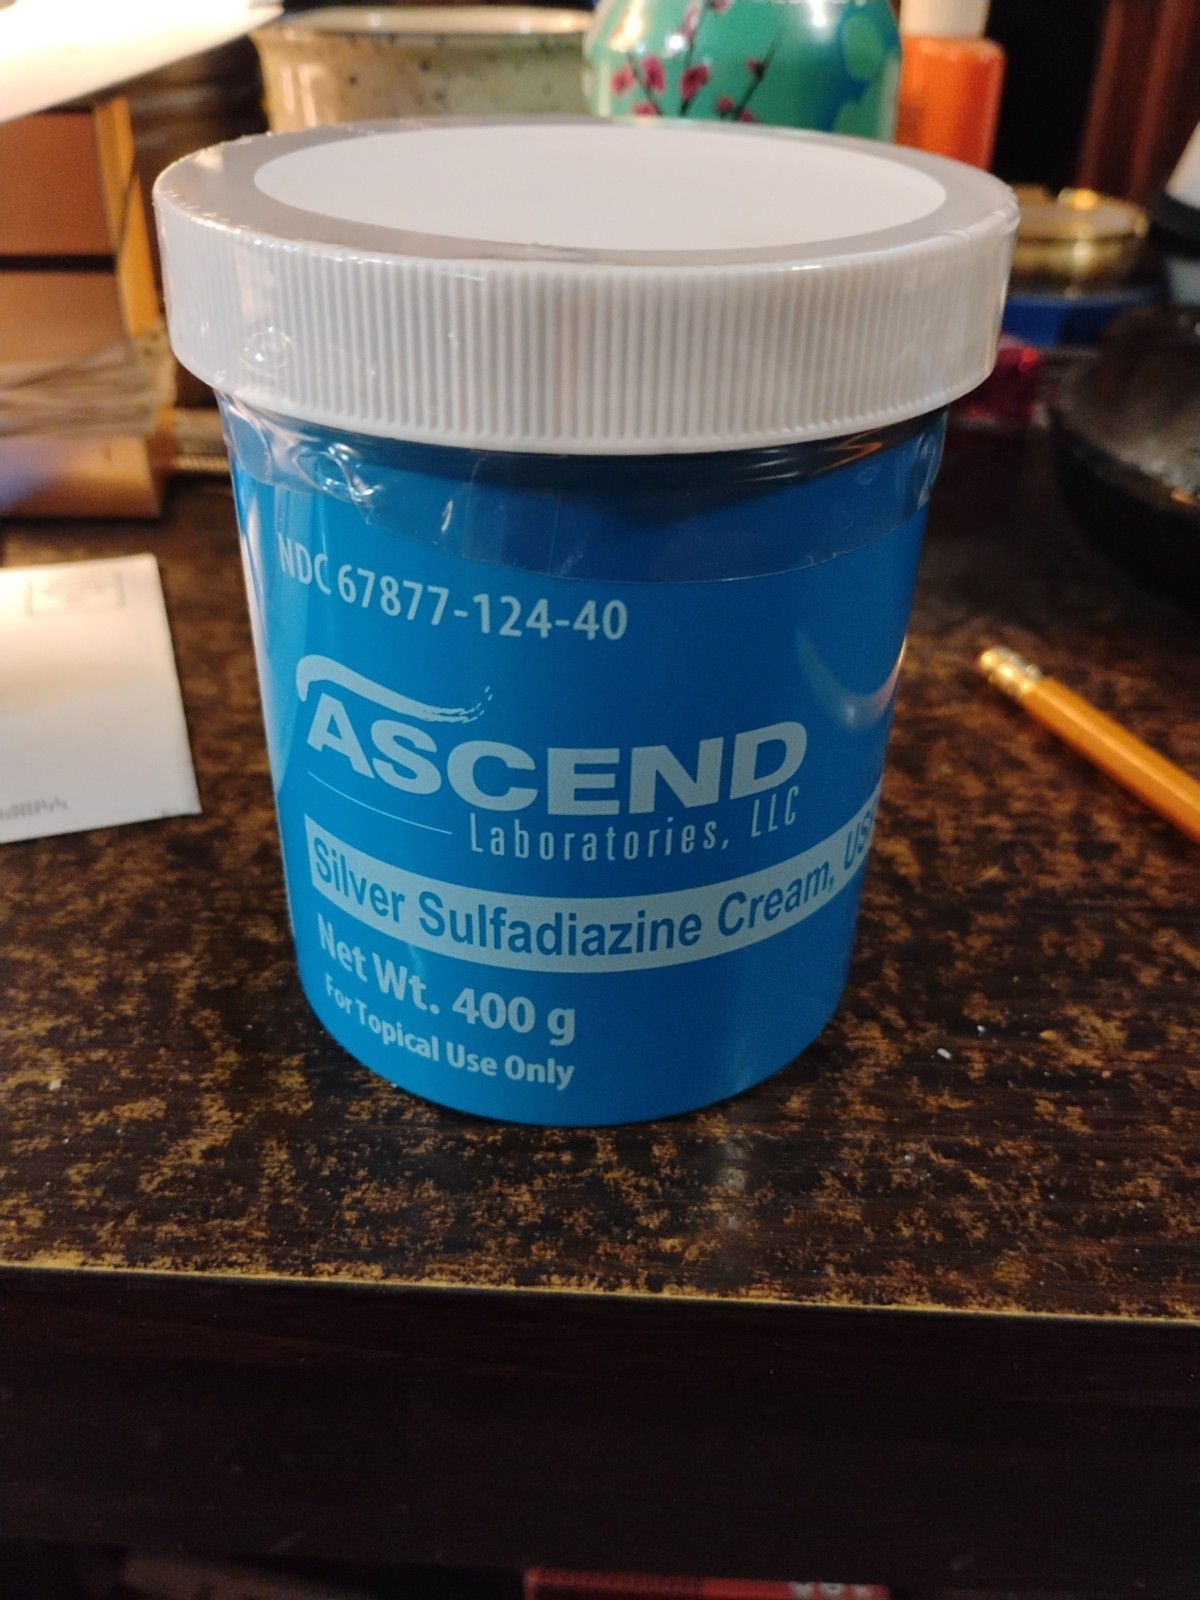 NDC 67877-124-40
ASCEND
Laboratories, LLC
Silver Sulfadiazine Cream,
Net Wt. 400 g
For Topical Use Only